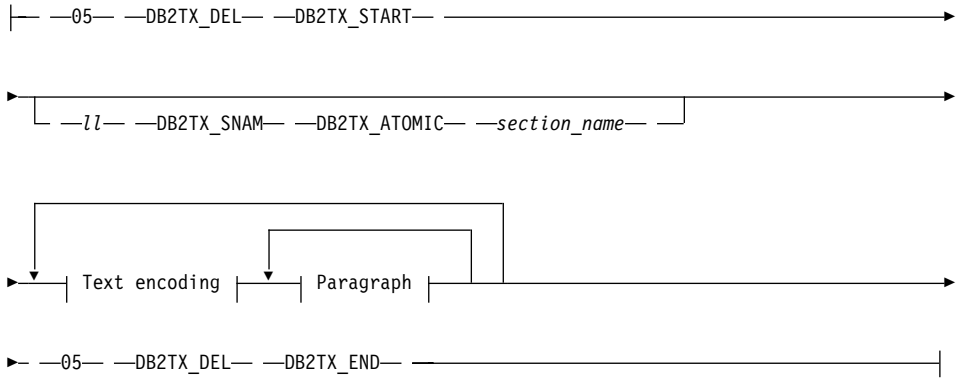 05 DB2TX_DEL DB2TX_START
ll DB2TX_SNAM DB2TX_ATOMIC section_name
Text encoding Paragraph
05 DB2TX_DEL DB2TX_END